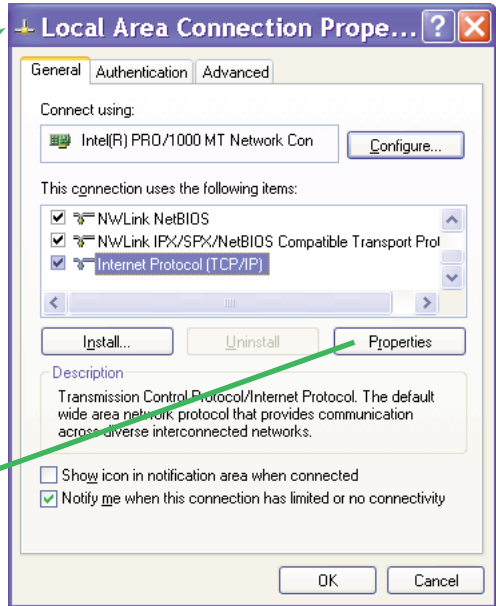 Local Area Connection Prope...
General Authentication Advanced
Connect using:
Intel(R) PRO/1000 MT Network Con Configure...
This connection uses the following items:
NWLink NetBIOS
NWLink IPX/SPX/NetBIOS Compatible Transport Prot
Internet Protocol (TCP/IP)
Install... Uninstall Properties
Description
Transmission Control Protocol/Internet Protocol. The default
wide area network protocol that provides communication
across diverse interconnected networks.
Show icon in notification area when connected
Notify me when this connection has limited or no connectivity
OK Cancel